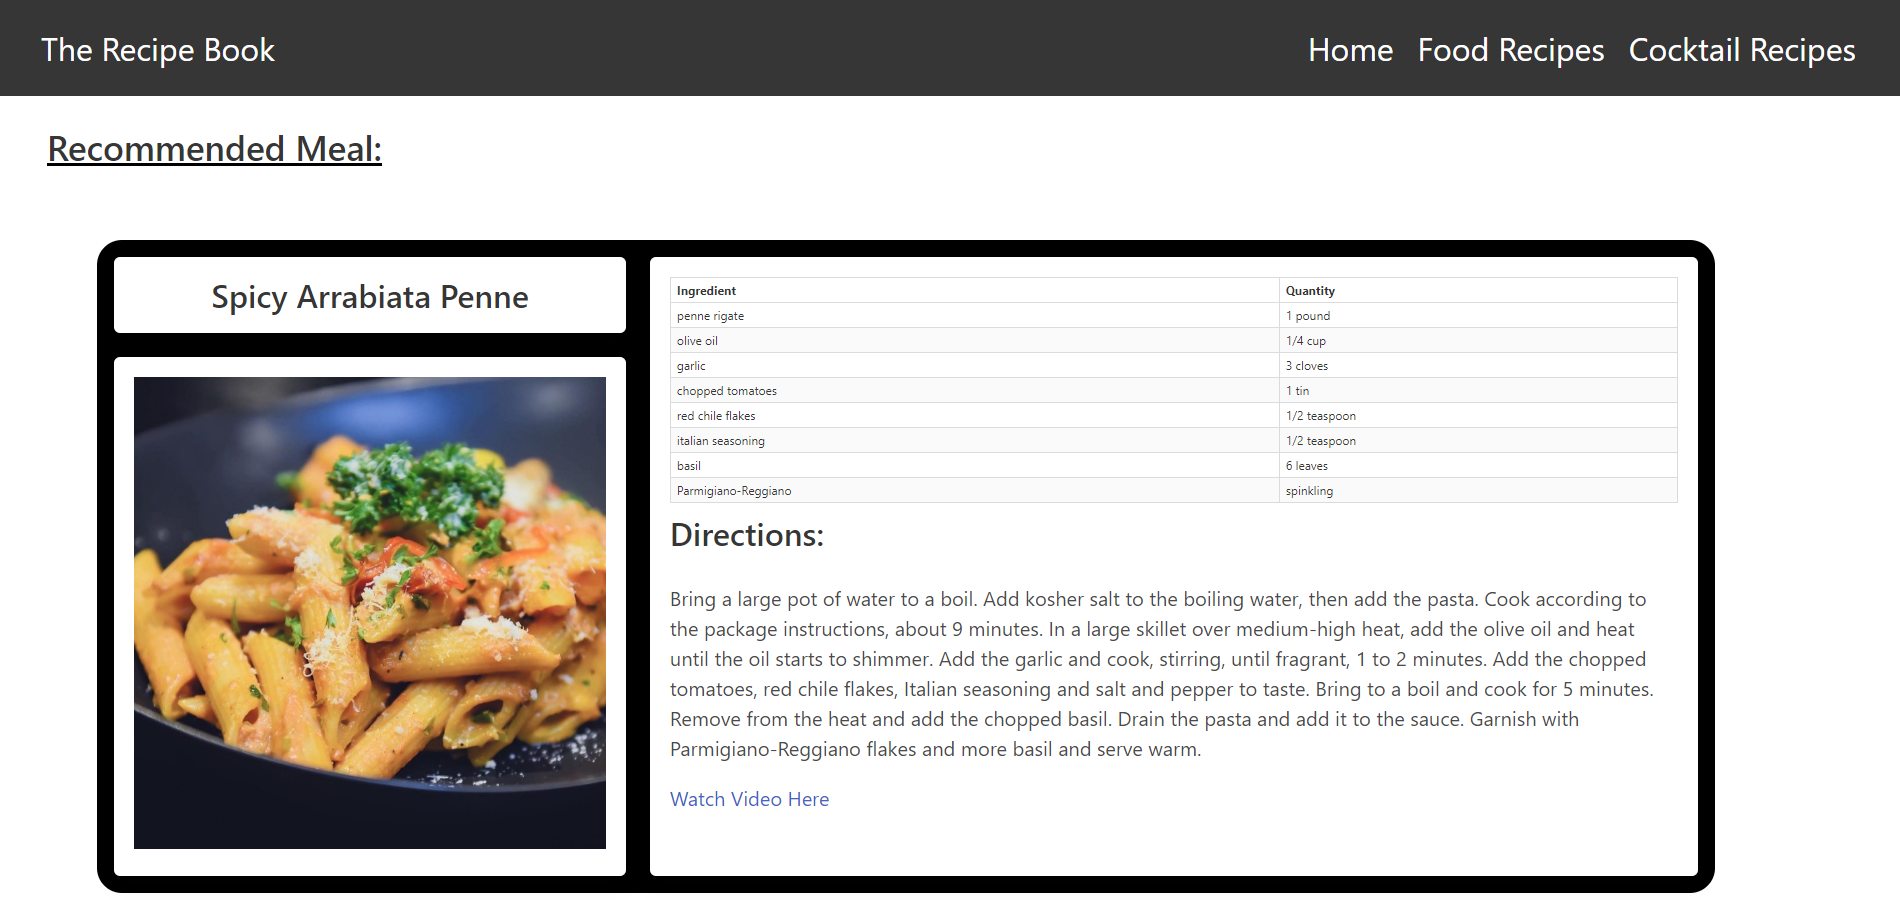 The Recipe Book
Home Food Recipes Cocktail Recipes
Recommended Meal:
Spicy Arrabiata Penne
Ingredient Quantity
penne rigate 1 pound
olive oil 1/4 cup
garlic 3 cloves
chopped tomatoes 1 tin
red chile flakes 1/2 teaspoon
italian seasoning 1/2 teaspoon
basil 6 leaves
Parmigiano-Reggiano spinkling
Directions:
Bring a large pot of water to a boil. Add kosher salt to the boiling water, then add the pasta. Cook according to
the package instructions, about 9 minutes. In a large skillet over medium-high heat, add the olive oil and heat
until the oil starts to shimmer. Add the garlic and cook, stirring, until fragrant, 1 to 2 minutes. Add the chopped
tomatoes, red chile flakes, Italian seasoning and salt and pepper to taste. Bring to a boil and cook for 5 minutes.
Remove from the heat and add the chopped basil. Drain the pasta and add it to the sauce. Garnish with
Parmigiano-Reggiano flakes and more basil and serve warm.
Watch Video Here